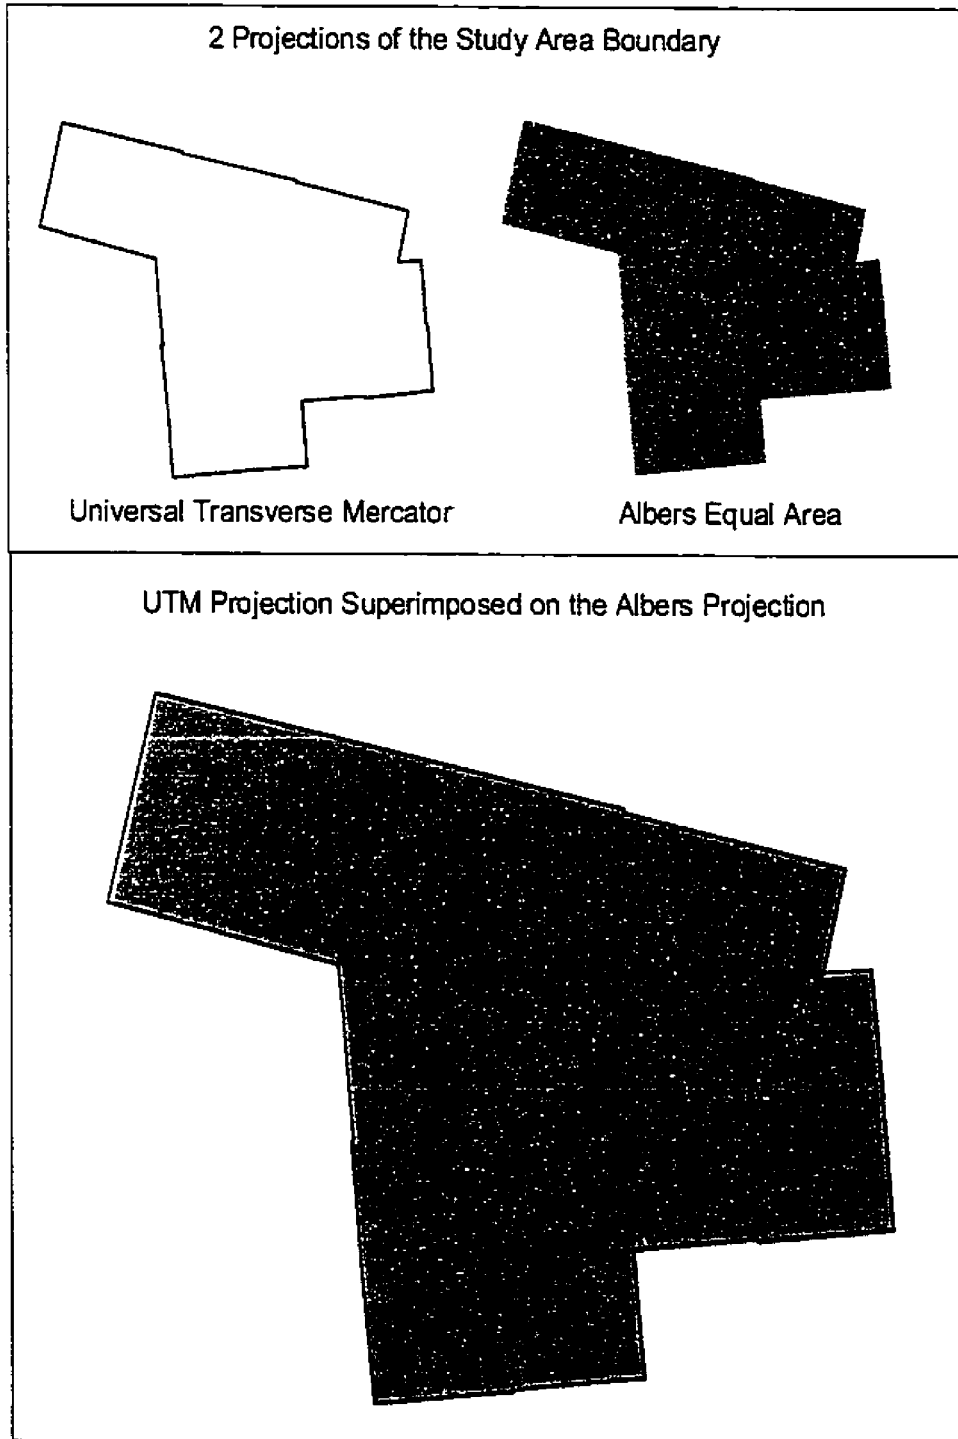 2 Projections of the Study Area Boundary
Universal Transverse Mercator
Albers Equal Area
UTM Projection Superimposed on the Albers Projection